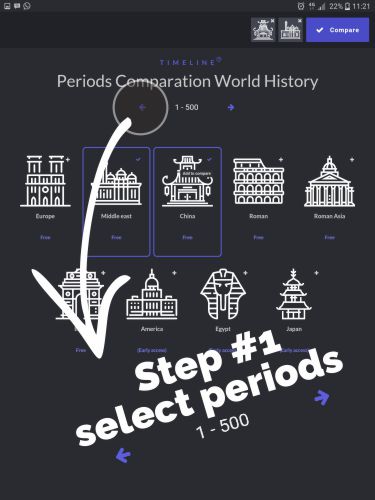 22% 11:21
Compare
TIMELINE
Periods Comparation World History
1 - 500
Add to compare
Europe
Middle east
China
Roman
Roman Asia
Free
Free
Free
Free
Free
America
Egypt
Japan
Free
(Early access)
(Early access)
Step #1
select periods
1 - 500